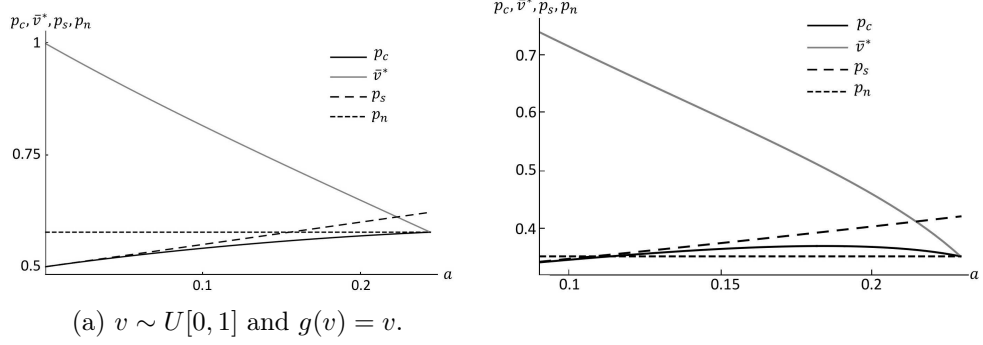 p_c, v̄*, p_s, p_n
1
0.75
0.5
0.1
0.2
a
p_c
v̄*
p_s
p_n
(a) v ∼ U[0, 1] and g(v) = v.
p_c, v̄*, p_s, p_n
0.7
0.6
0.5
0.4
0.1
0.15
0.2
a
p_c
v̄*
p_s
p_n